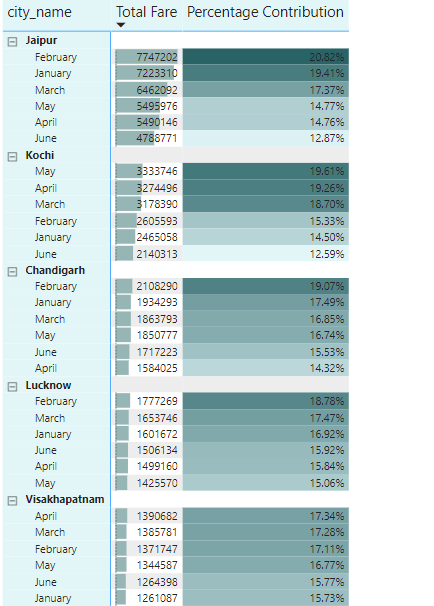 city_name Total Fare Percentage Contribution
Jaipur
February 7747202 20.82%
January 7223310 19.41%
March 6462092 17.37%
May 5495976 14.77%
April 5490146 14.76%
June 4788771 12.87%
Kochi
May 3333746 19.61%
April 3274496 19.26%
March 3178390 18.70%
February 2605593 15.33%
January 2465058 14.50%
June 2140313 12.59%
Chandigarh
February 2108290 19.07%
January 1934293 17.49%
March 1863793 16.85%
May 1850777 16.74%
June 1717223 15.53%
April 1584025 14.32%
Lucknow
February 1777269 18.78%
March 1653746 17.47%
January 1601672 16.92%
June 1506134 15.92%
April 1499160 15.84%
May 1425570 15.06%
Visakhapatnam
April 1390682 17.34%
March 1385781 17.28%
February 1371747 17.11%
May 1344587 16.77%
June 1264398 15.77%
January 1261087 15.73%